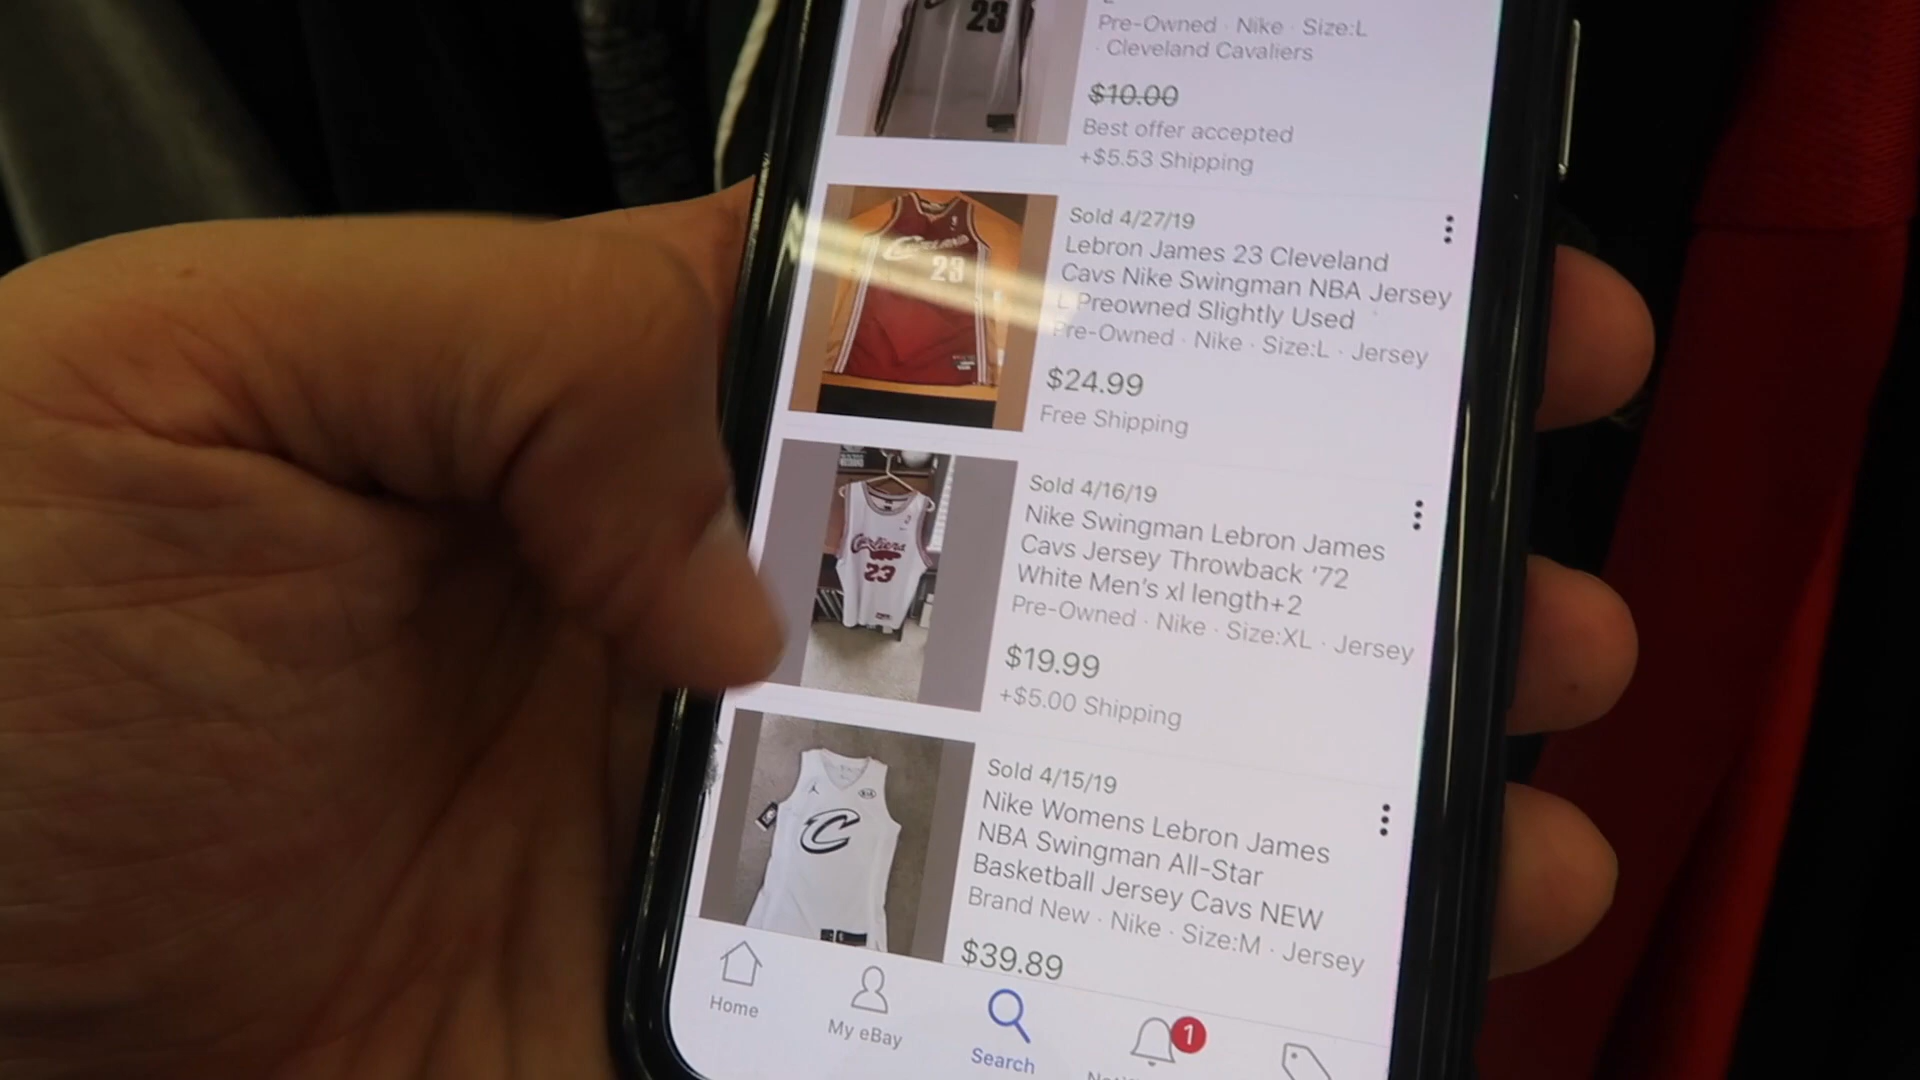 23
Pre-Owned · Nike · Size:L
· Cleveland Cavaliers
$10.00
Best offer accepted
+$5.53 Shipping
Sold 4/27/19
Lebron James 23 Cleveland
Cavs Nike Swingman NBA Jersey
L Preowned Slightly Used
Pre-Owned · Nike · Size:L · Jersey
$24.99
Free Shipping
23
Sold 4/16/19
Nike Swingman Lebron James
Cavs Jersey Throwback '72
White Men's xl length+2
Pre-Owned · Nike · Size:XL · Jersey
$19.99
+$5.00 Shipping
Cavaliers
23
Sold 4/15/19
Nike Womens Lebron James
NBA Swingman All-Star
Basketball Jersey Cavs NEW
Brand New · Nike · Size:M · Jersey
$39.89
C
Home
My eBay
Search
1